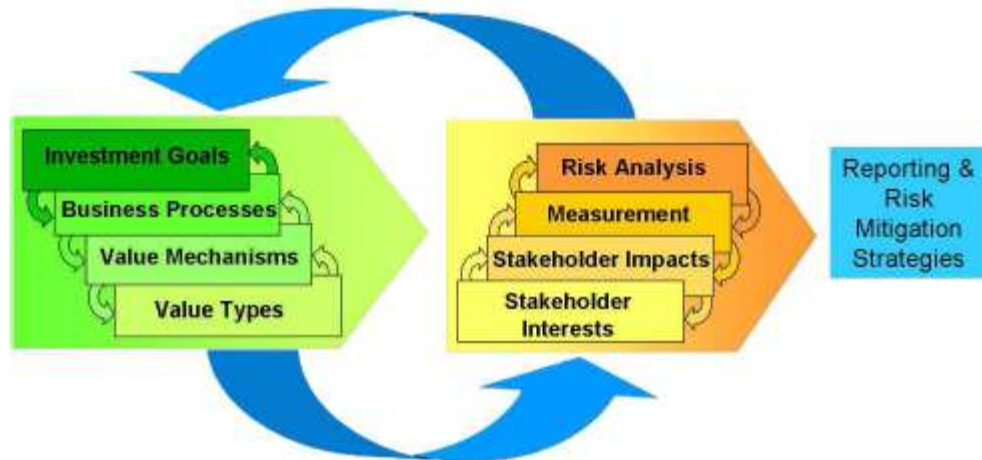 Investment Goals
Business Processes
Value Mechanisms
Value Types
Risk Analysis
Measurement
Stakeholder Impacts
Stakeholder
Interests
Reporting &
Risk
Mitigation
Strategies